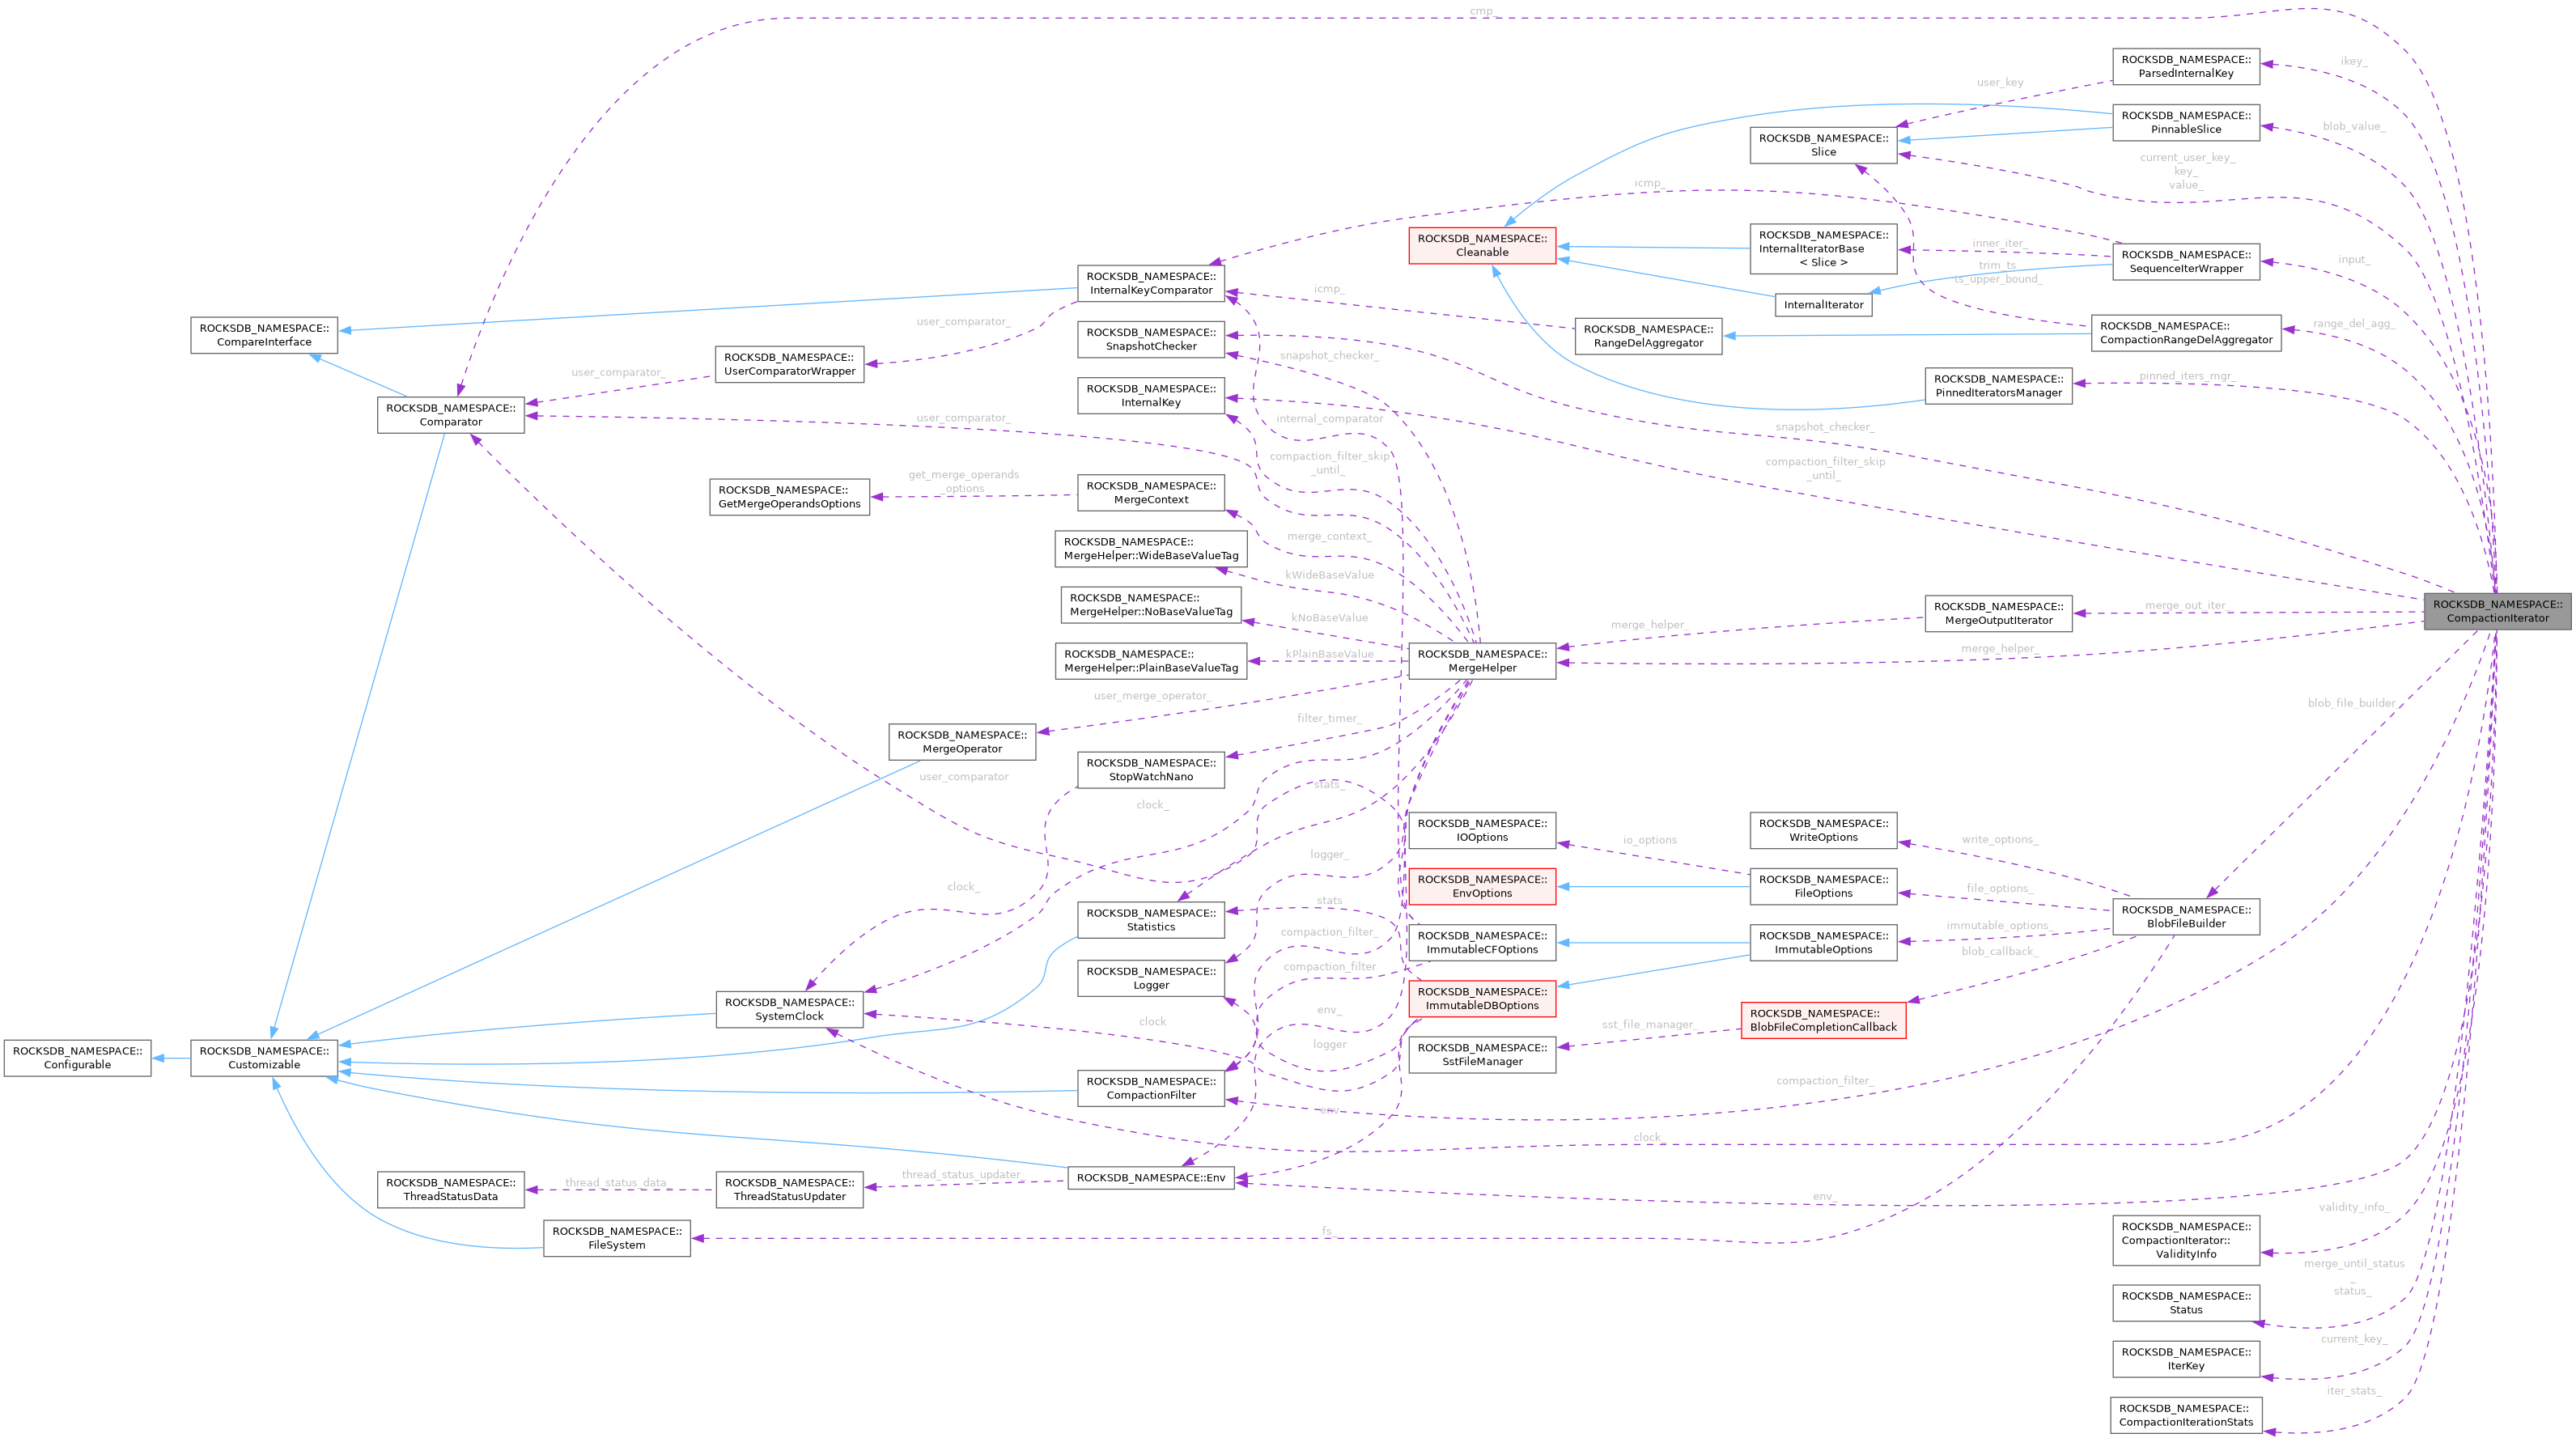 cmp_
ROCKSDB_NAMESPACE::
ParsedInternalKey
ikey_
user_key
ROCKSDB_NAMESPACE::
PinnableSlice
blob_value_
ROCKSDB_NAMESPACE::
Slice
current_user_key_
key_
value_
icmp_
ROCKSDB_NAMESPACE::
Cleanable
ROCKSDB_NAMESPACE::
InternalIteratorBase
< Slice >
inner_iter_
ROCKSDB_NAMESPACE::
SequenceIterWrapper
input_
trim_ts_
ts_upper_bound_
InternalIterator
ROCKSDB_NAMESPACE::
InternalKeyComparator
icmp_
ROCKSDB_NAMESPACE::
RangeDelAggregator
ROCKSDB_NAMESPACE::
CompactionRangeDelAggregator
range_del_agg_
ROCKSDB_NAMESPACE::
CompareInterface
user_comparator_
ROCKSDB_NAMESPACE::
SnapshotChecker
snapshot_checker_
ROCKSDB_NAMESPACE::
UserComparatorWrapper
user_comparator_
ROCKSDB_NAMESPACE::
PinnedIteratorsManager
pinned_iters_mgr_
ROCKSDB_NAMESPACE::
InternalKey
ROCKSDB_NAMESPACE::
Comparator
user_comparator_
internal_comparator
snapshot_checker_
compaction_filter_skip
_until_
compaction_filter_skip
_until_
get_merge_operands
_options
ROCKSDB_NAMESPACE::
GetMergeOperandsOptions
ROCKSDB_NAMESPACE::
MergeContext
merge_context_
ROCKSDB_NAMESPACE::
MergeHelper::WideBaseValueTag
kWideBaseValue
ROCKSDB_NAMESPACE::
MergeHelper::NoBaseValueTag
kNoBaseValue
ROCKSDB_NAMESPACE::
MergeOutputIterator
merge_out_iter_
ROCKSDB_NAMESPACE::
CompactionIterator
merge_helper_
merge_helper_
ROCKSDB_NAMESPACE::
MergeHelper::PlainBaseValueTag
kPlainBaseValue
ROCKSDB_NAMESPACE::
MergeHelper
user_merge_operator_
blob_file_builder_
ROCKSDB_NAMESPACE::
MergeOperator
filter_timer_
ROCKSDB_NAMESPACE::
StopWatchNano
user_comparator
clock_
stats_
ROCKSDB_NAMESPACE::
IOOptions
io_options
ROCKSDB_NAMESPACE::
WriteOptions
write_options_
logger_
ROCKSDB_NAMESPACE::
EnvOptions
ROCKSDB_NAMESPACE::
FileOptions
file_options_
clock_
stats
ROCKSDB_NAMESPACE::
Statistics
ROCKSDB_NAMESPACE::
BlobFileBuilder
compaction_filter_
ROCKSDB_NAMESPACE::
ImmutableCFOptions
ROCKSDB_NAMESPACE::
ImmutableOptions
immutable_options_
blob_callback_
ROCKSDB_NAMESPACE::
Logger
compaction_filter
ROCKSDB_NAMESPACE::
SystemClock
clock
env_
ROCKSDB_NAMESPACE::
ImmutableDBOptions
ROCKSDB_NAMESPACE::
BlobFileCompletionCallback
sst_file_manager_
ROCKSDB_NAMESPACE::
Configurable
ROCKSDB_NAMESPACE::
Customizable
logger
ROCKSDB_NAMESPACE::
SstFileManager
ROCKSDB_NAMESPACE::
CompactionFilter
compaction_filter_
env
clock_
ROCKSDB_NAMESPACE::
ThreadStatusData
thread_status_data_
ROCKSDB_NAMESPACE::
ThreadStatusUpdater
thread_status_updater_
ROCKSDB_NAMESPACE::Env
env_
ROCKSDB_NAMESPACE::
FileSystem
fs_
validity_info_
ROCKSDB_NAMESPACE::
CompactionIterator::
ValidityInfo
merge_until_status
_
status_
ROCKSDB_NAMESPACE::
Status
current_key_
ROCKSDB_NAMESPACE::
IterKey
iter_stats_
ROCKSDB_NAMESPACE::
CompactionIterationStats